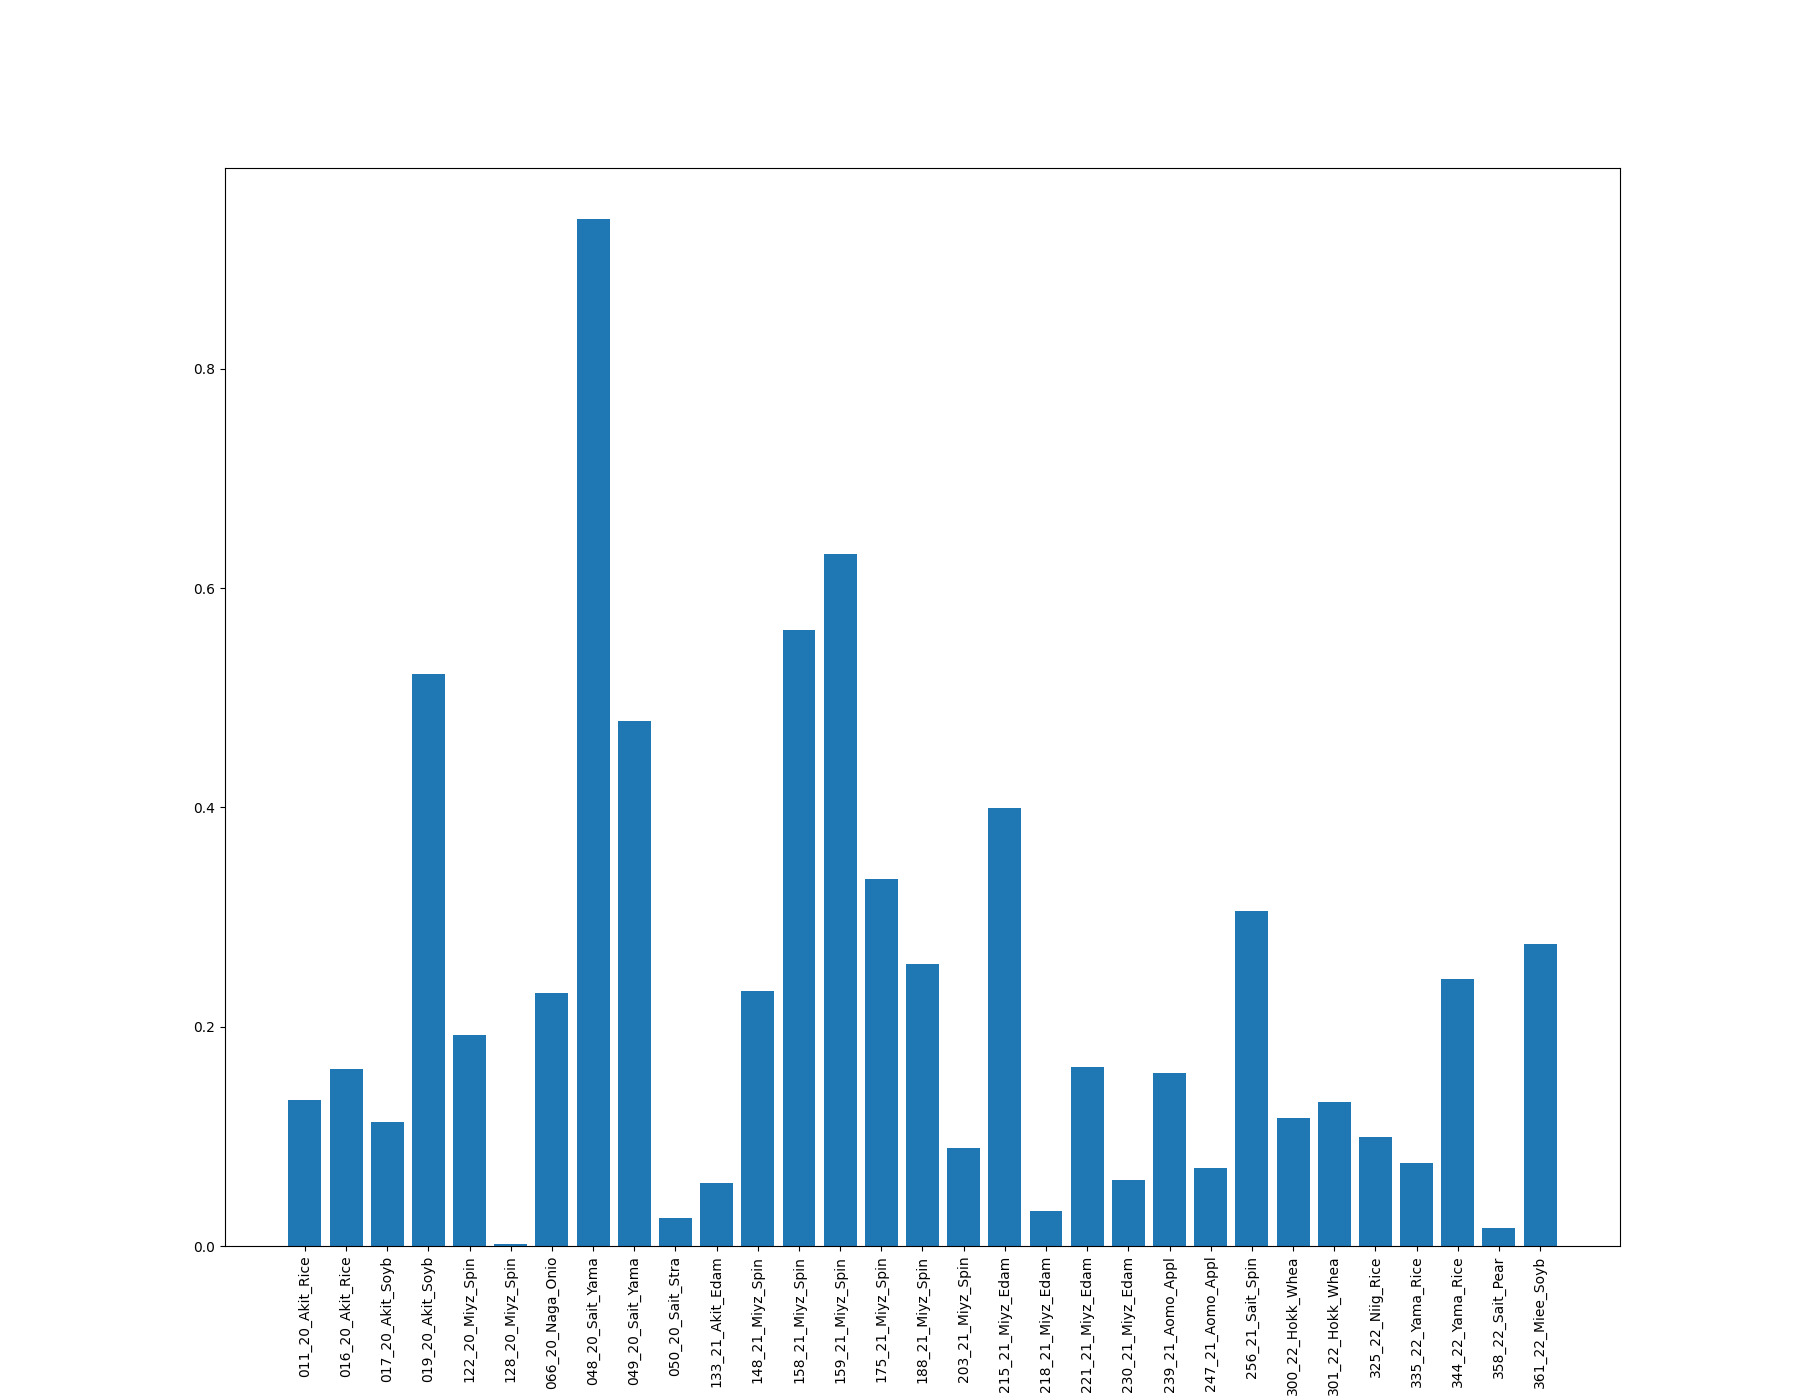 0.8
0.6
0.4
0.2
0.0
011_20_Akit_Rice
016_20_Akit_Rice
017_20_Akit_Soyb
019_20_Akit_Soyb
122_20_Miyz_Spin
128_20_Miyz_Spin
066_20_Naga_Onio
048_20_Sait_Yama
049_20_Sait_Yama
050_20_Sait_Stra
133_21_Akit_Edam
148_21_Miyz_Spin
158_21_Miyz_Spin
159_21_Miyz_Spin
175_21_Miyz_Spin
188_21_Miyz_Spin
203_21_Miyz_Spin
215_21_Miyz_Edam
218_21_Miyz_Edam
221_21_Miyz_Edam
230_21_Miyz_Edam
239_21_Aomo_Appl
247_21_Aomo_Appl
256_21_Sait_Spin
300_22_Hokk_Whea
301_22_Hokk_Whea
325_22_Niig_Rice
335_22_Yama_Rice
344_22_Yama_Rice
358_22_Sait_Pear
361_22_Miee_Soyb